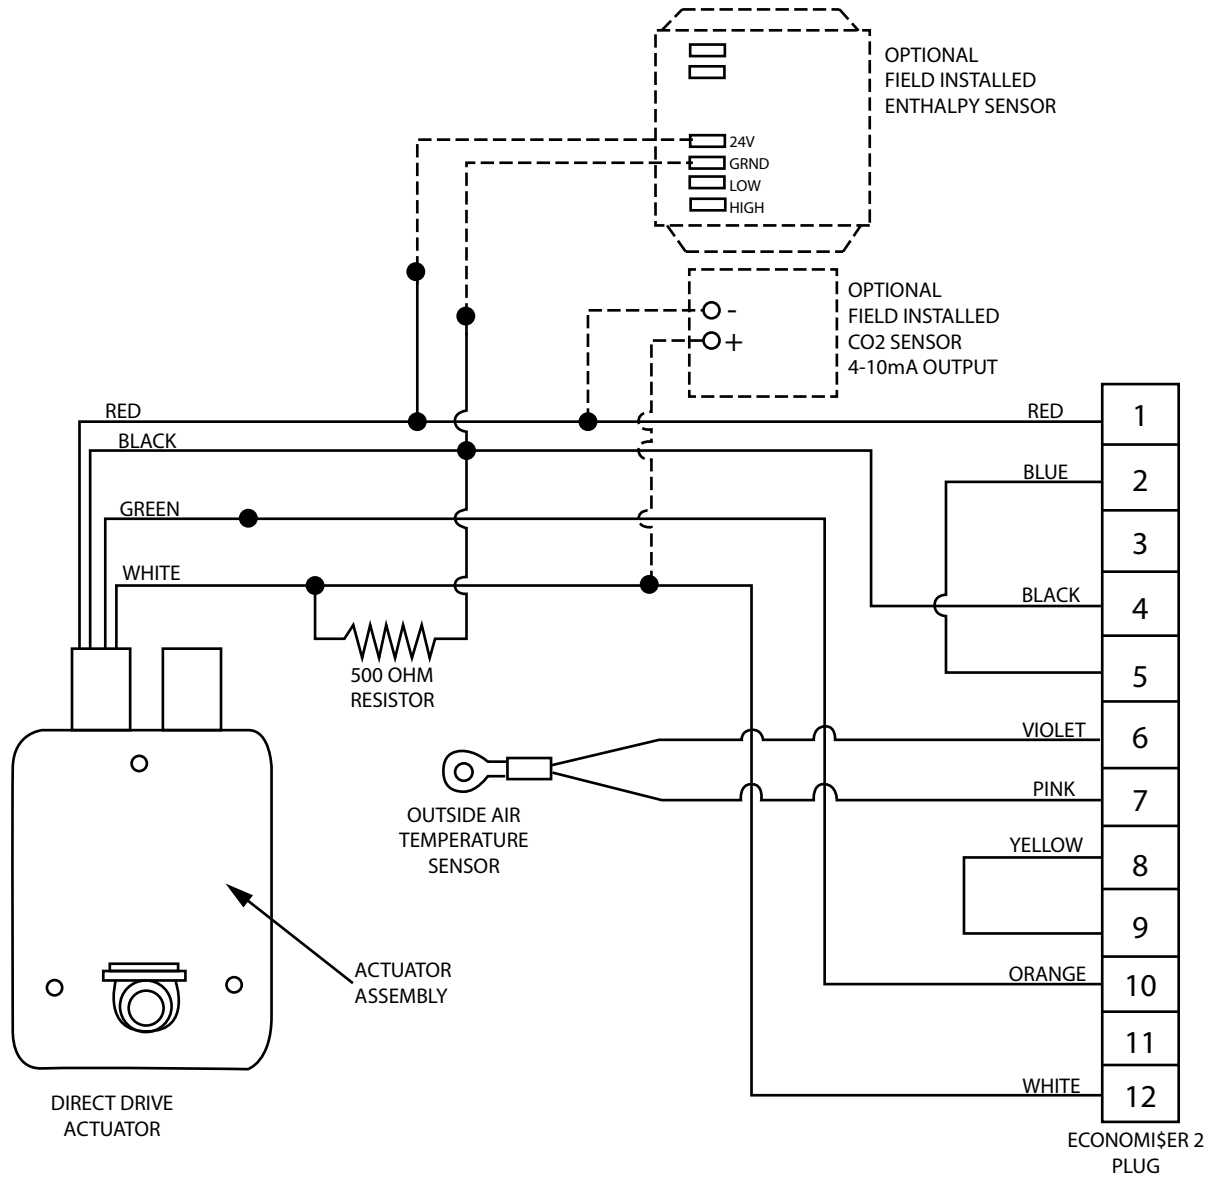 OPTIONAL
FIELD INSTALLED
ENTHALPY SENSOR
24V
GRND
LOW
HIGH
OPTIONAL
FIELD INSTALLED
CO2 SENSOR
4-10mA OUTPUT
-
+
RED
RED
1
BLACK
BLUE
2
GREEN
3
WHITE
BLACK
4
500 OHM
RESISTOR
5
VIOLET
6
PINK
7
OUTSIDE AIR
TEMPERATURE
SENSOR
YELLOW
8
9
ACTUATOR
ASSEMBLY
ORANGE
10
11
WHITE
12
DIRECT DRIVE
ACTUATOR
ECONOMI$ER 2
PLUG